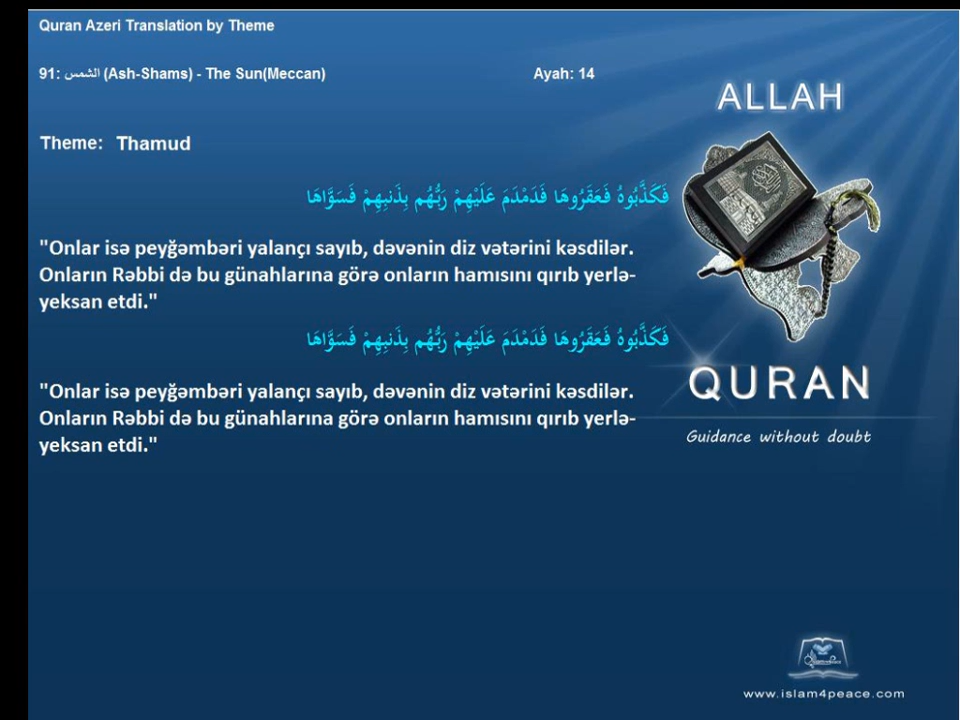 Quran Azeri Translation by Theme
91: الشمس (Ash-Shams) - The Sun(Meccan) Ayah: 14
ALLAH
Theme: Thamud
فَكَذَّبُوهُ فَعَقَرُوهَا فَدَمْدَمَ عَلَيْهِمْ رَبُّهُم بِذَنبِهِمْ فَسَوَّاهَا
"Onlar isə peyğəmbəri yalançı sayıb, dəvənin diz vətərini kəsdilər.
Onların Rəbbi də bu günahlarına görə onların hamısını qırıb yerlə-
yeksan etdi."
فَكَذَّبُوهُ فَعَقَرُوهَا فَدَمْدَمَ عَلَيْهِمْ رَبُّهُم بِذَنبِهِمْ فَسَوَّاهَا
"Onlar isə peyğəmbəri yalançı sayıb, dəvənin diz vətərini kəsdilər.
Onların Rəbbi də bu günahlarına görə onların hamısını qırıb yerlə-
yeksan etdi."
QURAN
Guidance without doubt
www.islam4peace.com